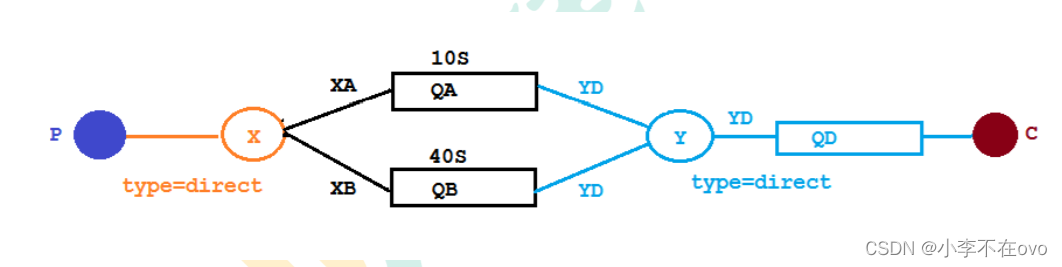 10S
XA
QA
YD
P
X
Y
YD
QD
C
type=direct
40S
XB
QB
YD
type=direct
CSDN @小李不在ovo